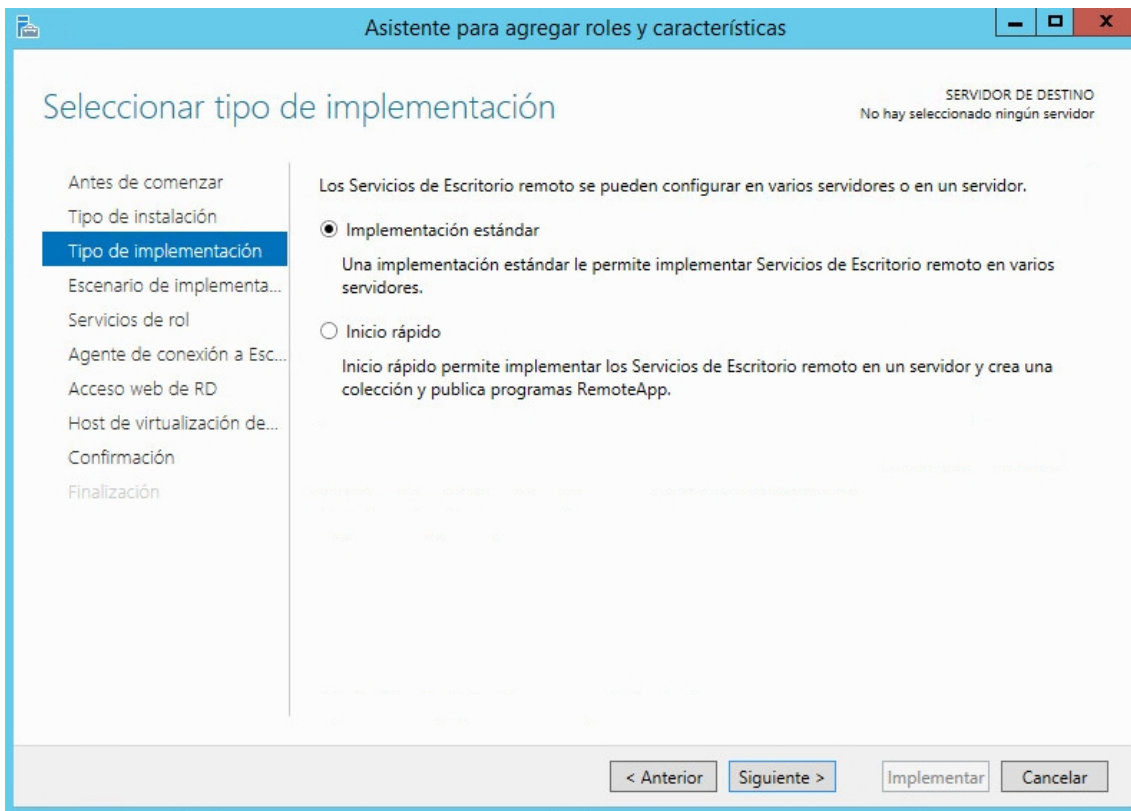 Asistente para agregar roles y características
Seleccionar tipo de implementación
SERVIDOR DE DESTINO
No hay seleccionado ningún servidor
Antes de comenzar
Tipo de instalación
Tipo de implementación
Escenario de implementa...
Servicios de rol
Agente de conexión a Esc...
Acceso web de RD
Host de virtualización de...
Confirmación
Finalización
Los Servicios de Escritorio remoto se pueden configurar en varios servidores o en un servidor.
Implementación estándar
Una implementación estándar le permite implementar Servicios de Escritorio remoto en varios
servidores.
Inicio rápido
Inicio rápido permite implementar los Servicios de Escritorio remoto en un servidor y crea una
colección y publica programas RemoteApp.
< Anterior
Siguiente >
Implementar
Cancelar